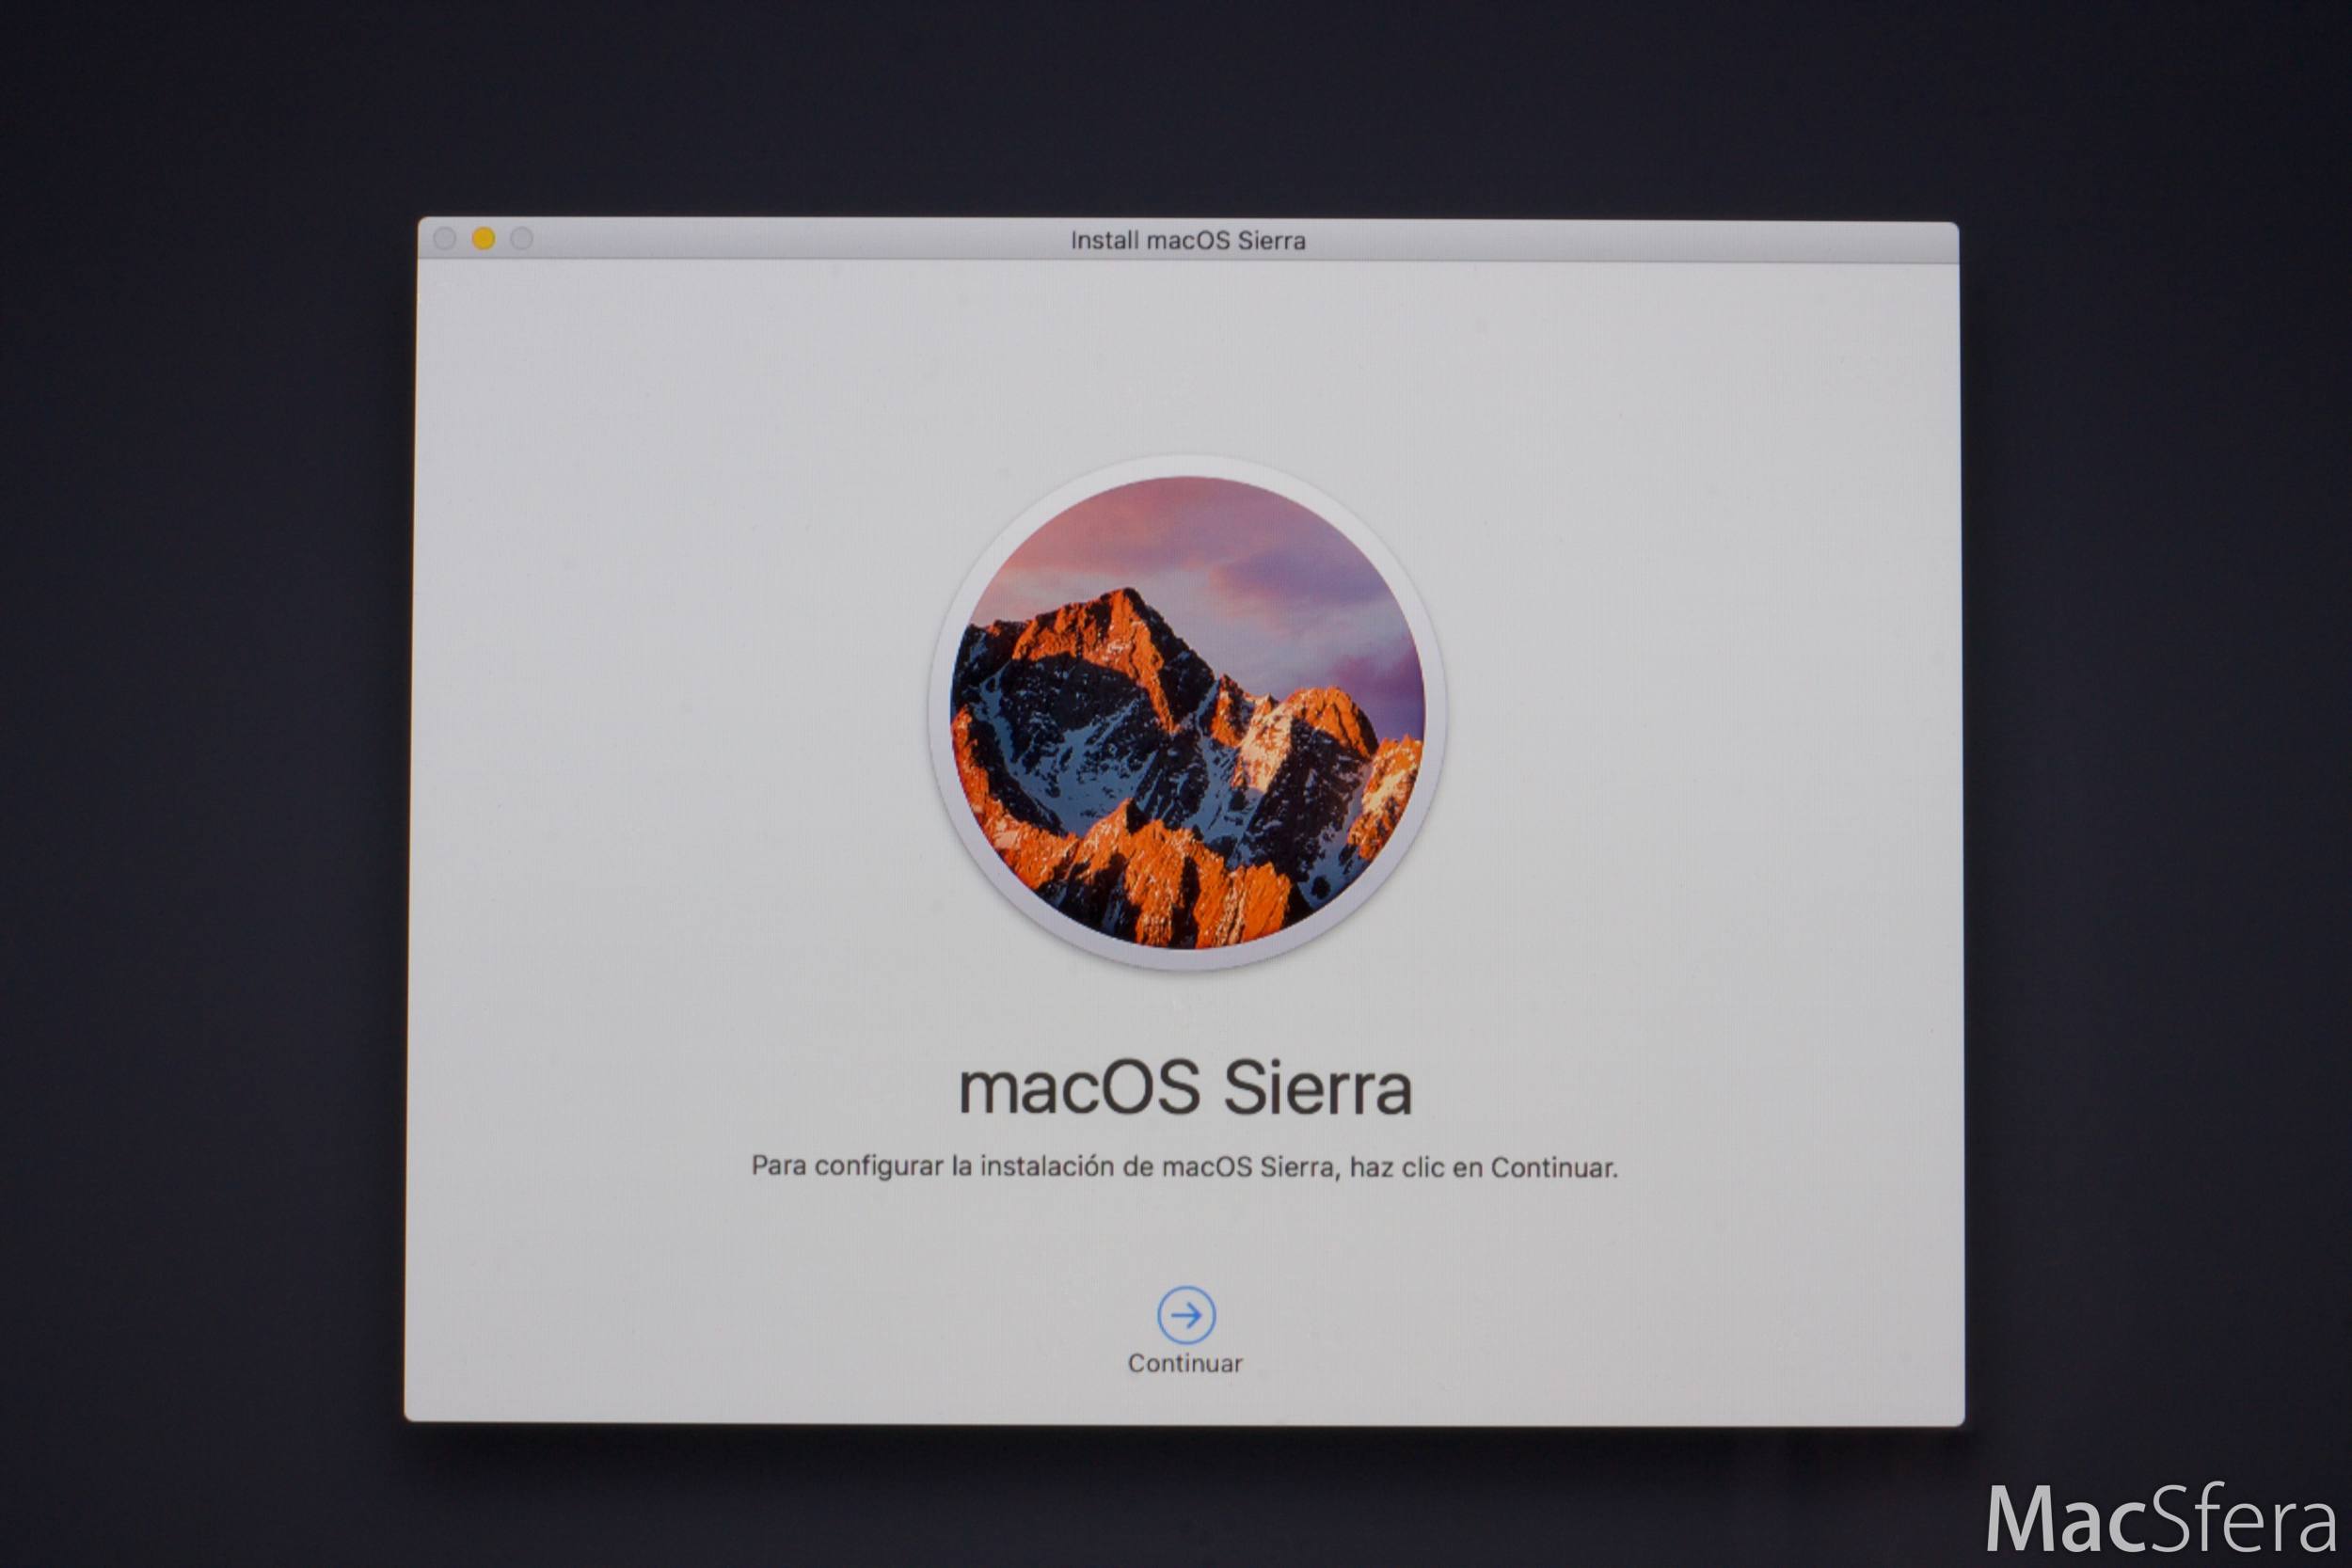 Install macOS Sierra
macOS Sierra
Para configurar la instalación de macOS Sierra, haz clic en Continuar.
Continuar
MacSfera